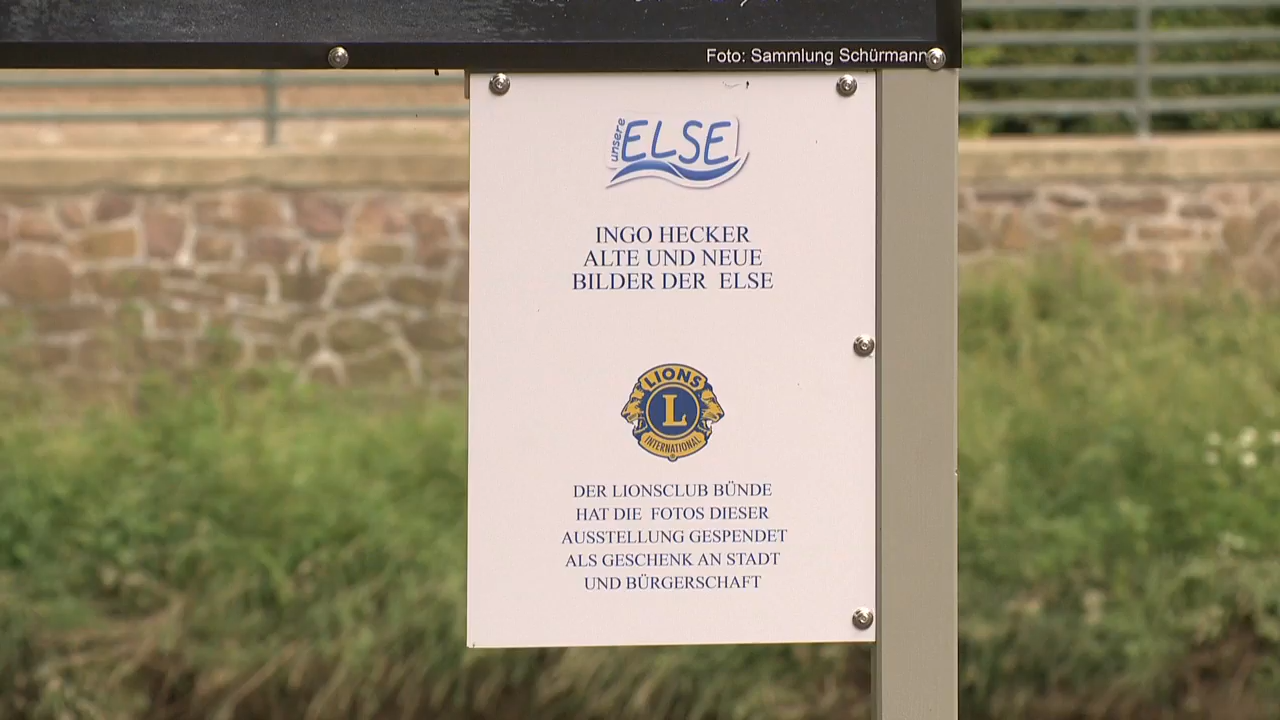 Foto: Sammlung Schürmann
unsere ELSE
INGO HECKER
ALTE UND NEUE
BILDER DER ELSE
LIONS
L
INTERNATIONAL
DER LIONSCLUB BÜNDE
HAT DIE FOTOS DIESER
AUSSTELLUNG GESPENDET
ALS GESCHENK AN STADT
UND BÜRGERSCHAFT